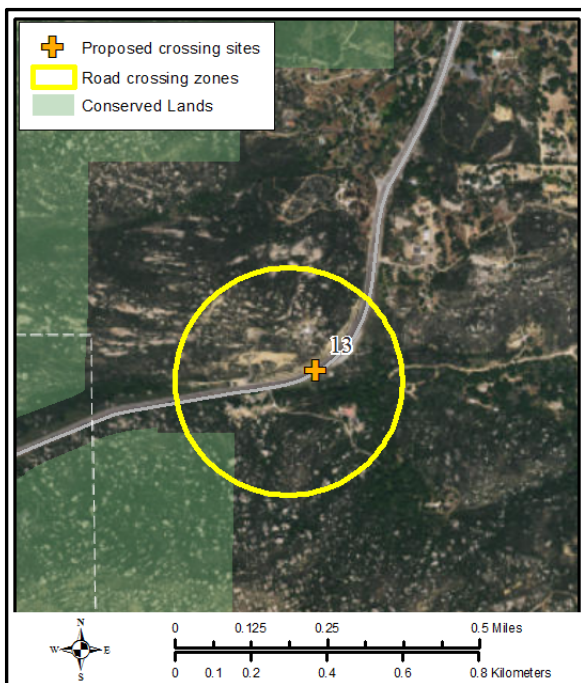 Proposed crossing sites
Road crossing zones
Conserved Lands
13
N
W E
S
0 0.125 0.25 0.5 Miles
0 0.1 0.2 0.4 0.6 0.8 Kilometers